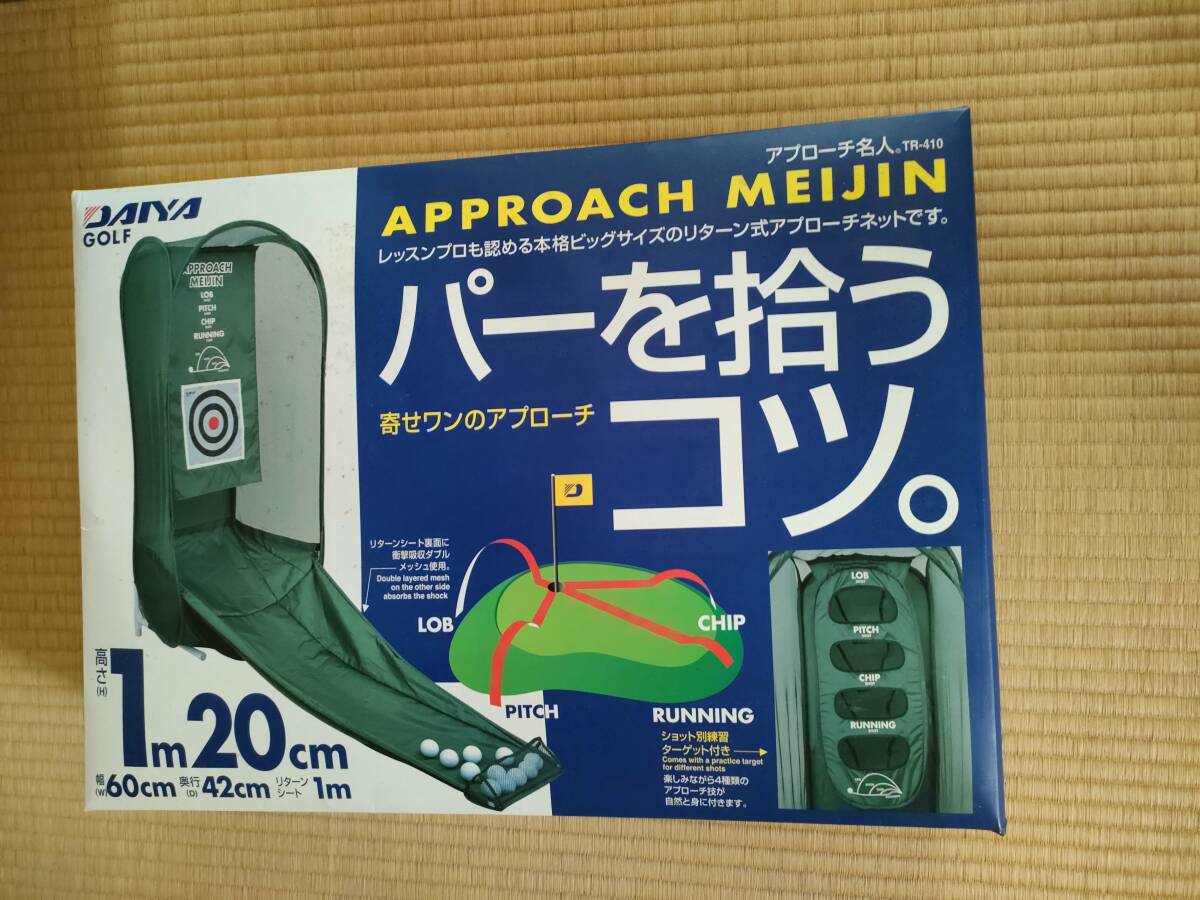 DAIYA
GOLF
アプローチ名人。TR-410
APPROACH MEIJIN
レッスンプロも認める本格ビッグサイズのリターン式アプローチネットです。
パーを拾う
コツ。
寄せワンのアプローチ
APPROACH
MEIJIN
LOB
SHOT
PITCH
SHOT
CHIP
SHOT
RUNNING
SHOT
リターンシート裏面に
衝撃吸収ダブル
メッシュ使用。
Double layered mesh
on the other side
absorbs the shock
LOB
CHIP
PITCH
RUNNING
ショット別練習
ターゲット付き
Comes with a practice target
for different shots
楽しみながら4種類の
アプローチ技が
自然と身に付きます。
LOB
SHOT
PITCH
SHOT
CHIP
SHOT
RUNNING
SHOT
高さ(H) 1m20cm
幅(W)60cm 奥行(D)42cm リターンシート 1m